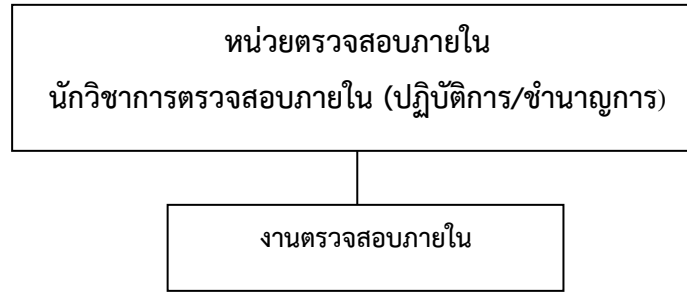 หน่วยตรวจสอบภายใน
นักวิชาการตรวจสอบภายใน (ปฏิบัติการ/ชำนาญการ)
งานตรวจสอบภายใน